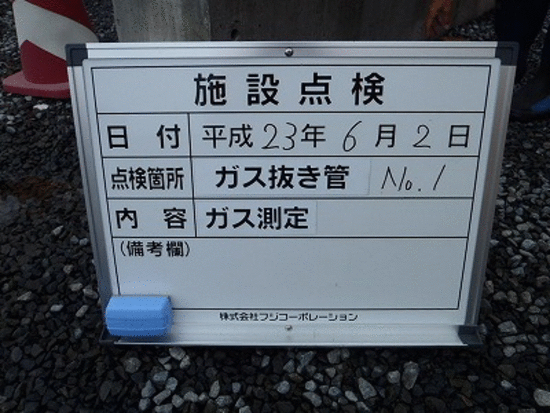 施設点検
日付 平成23年6月2日
点検箇所 ガス抜き管 No.1
内容 ガス測定
(備考欄)
株式会社フジコーポレーション